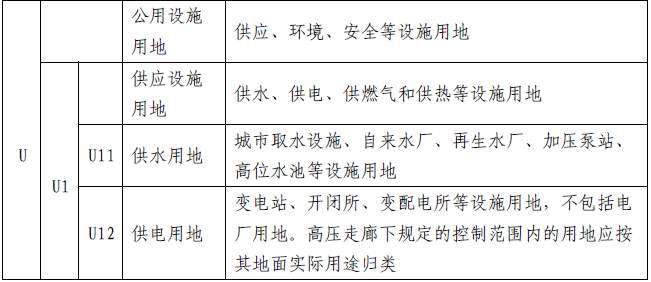 公用设施
用地
供应、环境、安全等设施用地
供应设施
用地
供水、供电、供燃气和供热等设施用地
U
U1
U11
供水用地
城市取水设施、自来水厂、再生水厂、加压泵站、
高位水池等设施用地
U12
供电用地
变电站、开闭所、变配电所等设施用地，不包括电
厂用地。高压走廊下规定的控制范围内的用地应按
其地面实际用途归类